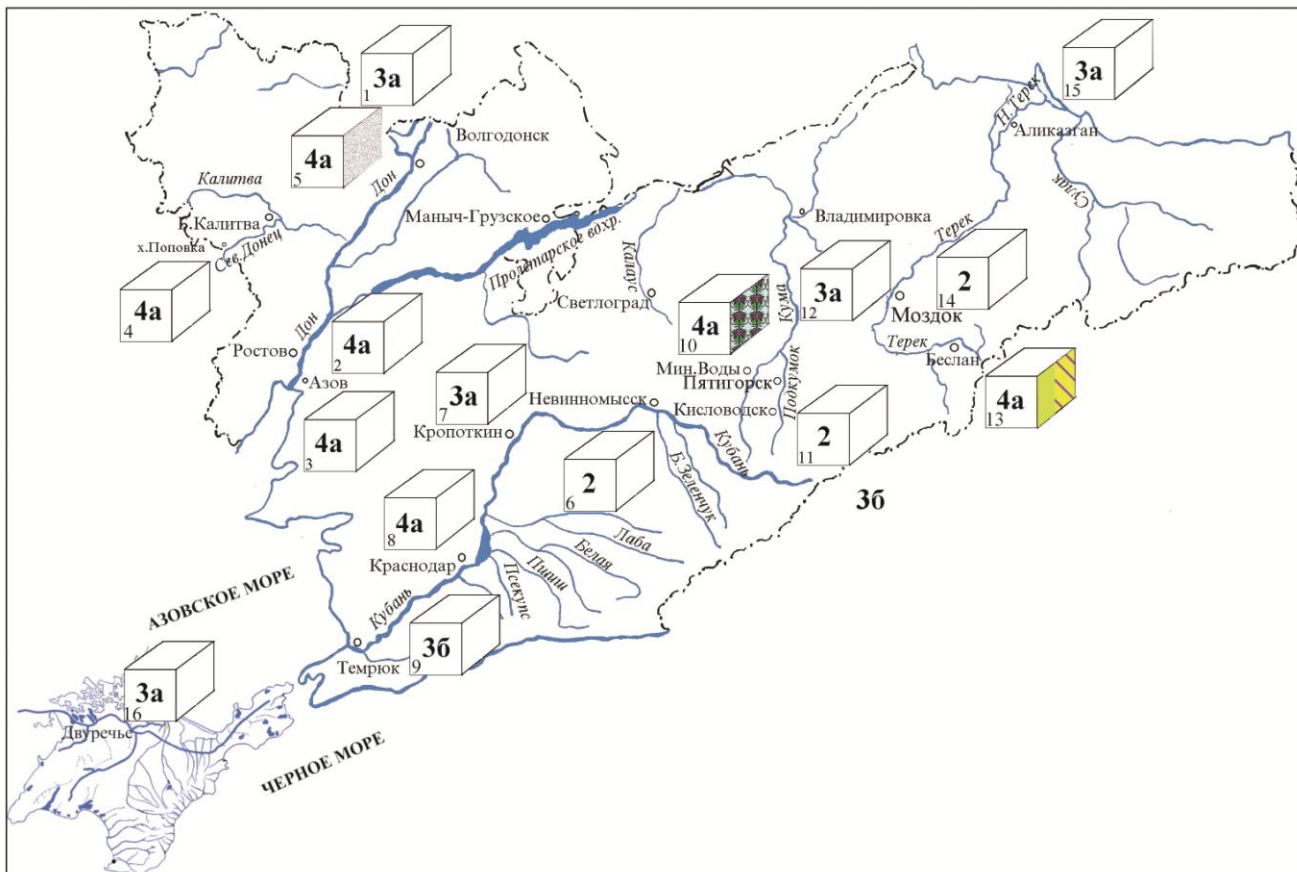 3а
1
3а
15
Н.Терек
Аликазган
4а
5
Волгодонск
Дон
Калитва
Б.Калитва
х.Поповка
Сев.Донец
Маныч-Грузское
Пролетарское вдхр.
Владимировка
Сулак
Терек
Калаус
Светлоград
4а
4
4а
10
Кума
3а
12
2
14
Моздок
Дон
Ростов
4а
2
Азов
Терек
Беслан
Мин.Воды
Пятигорск
Подкумок
3а
7
Невинномысск
Кисловодск
4а
13
4а
3
Кропоткин
2
11
Кубань
2
6
Б.Зеленчук
3б
4а
8
Лаба
Белая
Краснодар
Пшиш
Псекупс
АЗОВСКОЕ МОРЕ
Кубань
3б
9
Темрюк
3а
16
Двуречье
ЧЕРНОЕ МОРЕ